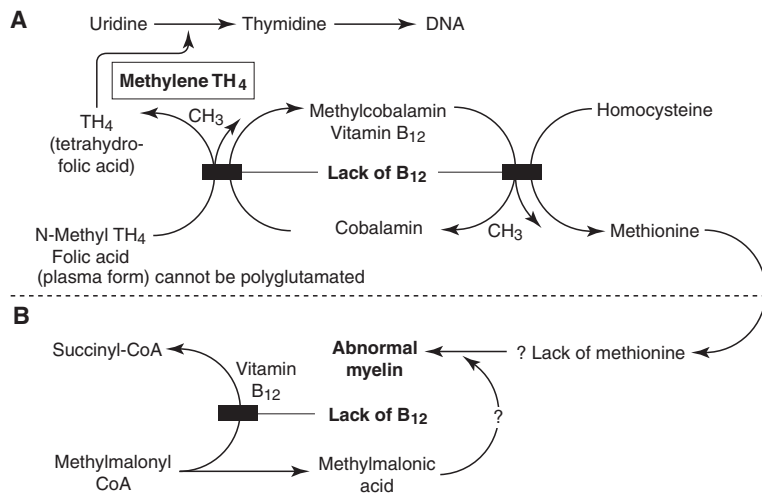 A
Uridine
Thymidine
DNA
Methylene TH4
TH4
(tetrahydro-
folic acid)
CH3
Methylcobalamin
Vitamin B12
Homocysteine
Lack of B12
N-Methyl TH4
Folic acid
(plasma form) cannot be polyglutamated
Cobalamin
CH3
Methionine
B
Succinyl-CoA
Vitamin
B12
Abnormal
myelin
? Lack of methionine
Lack of B12
?
Methylmalonyl
CoA
Methylmalonic
acid